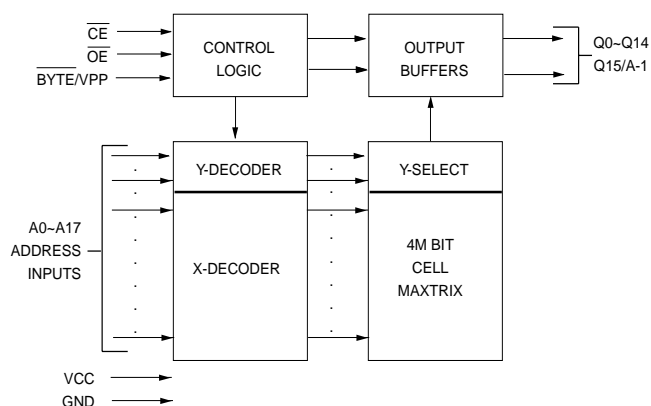 CE
OE
BYTE/VPP
CONTROL
LOGIC
OUTPUT
BUFFERS
Q0~Q14
Q15/A-1
Y-DECODER
Y-SELECT
A0~A17
ADDRESS
INPUTS
X-DECODER
4M BIT
CELL
MAXTRIX
VCC
GND